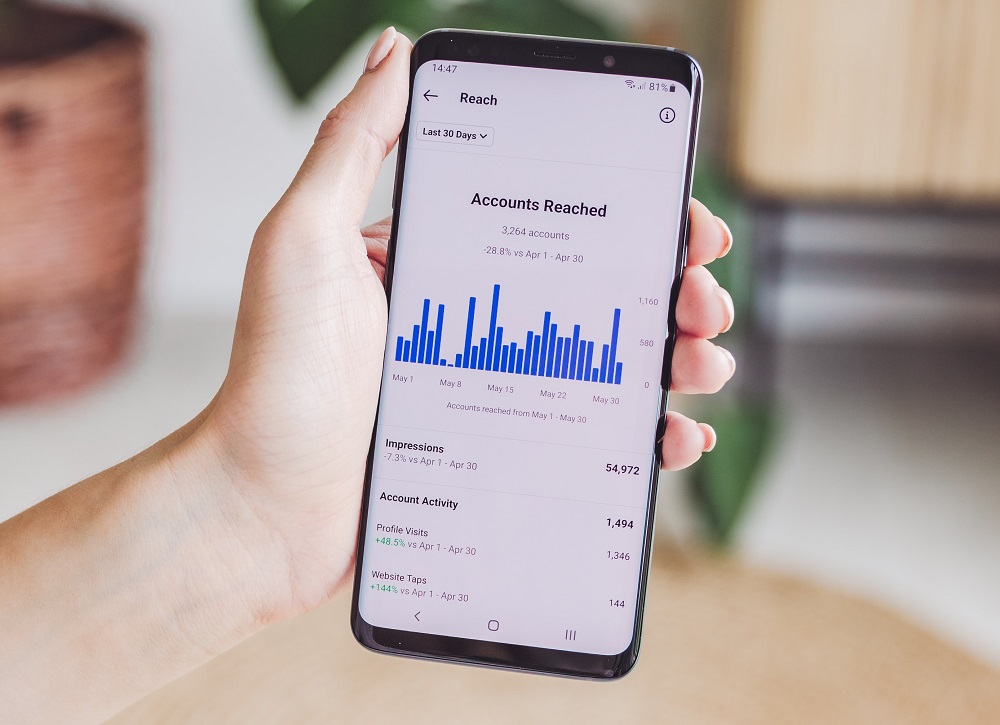 14:47 81%
Reach
Last 30 Days
Accounts Reached
3,264 accounts
-28.8% vs Apr 1 - Apr 30
1,160
580
0
May 1 May 8 May 15 May 22 May 30
Accounts reached from May 1 - May 30
Impressions
-7.3% vs Apr 1 - Apr 30 54,972
Account Activity 1,494
Profile Visits
+48.5% vs Apr 1 - Apr 30 1,346
Website Taps
+144% vs Apr 1 - Apr 30 144